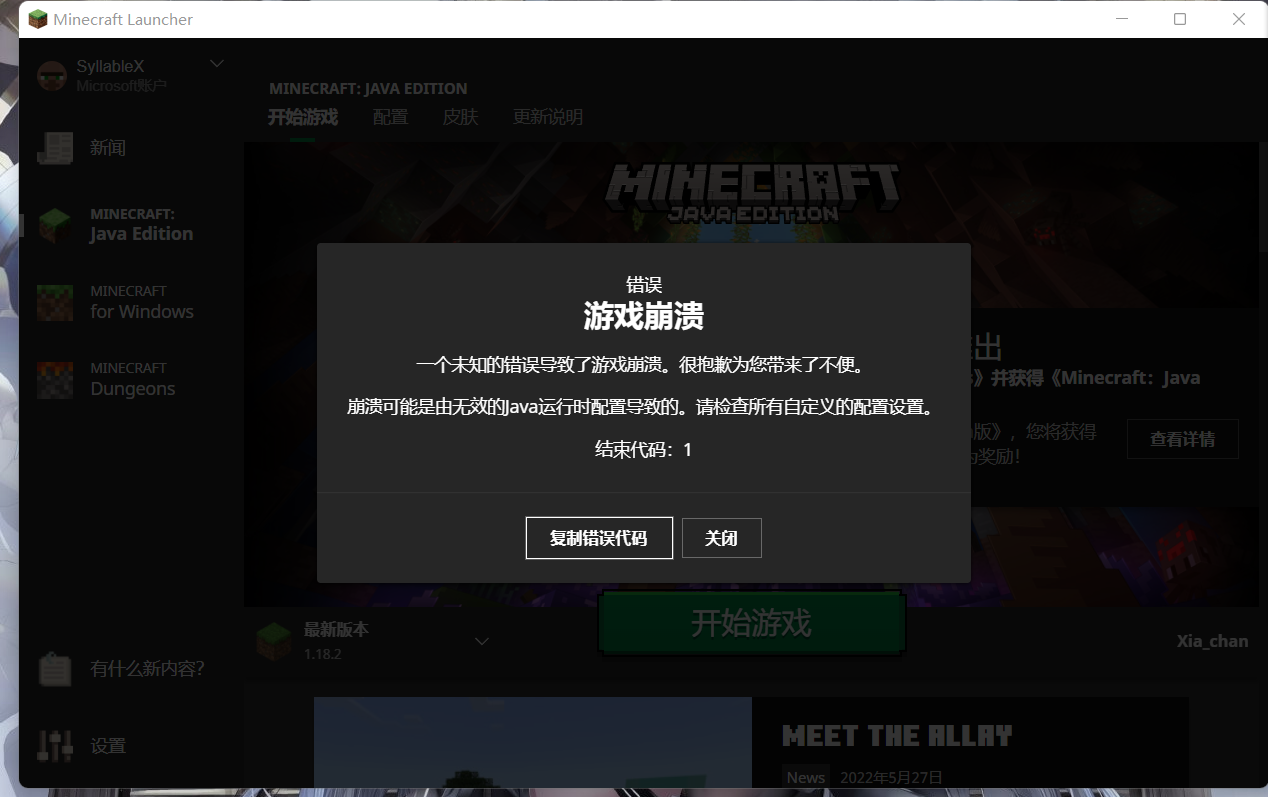 Minecraft Launcher
SyllableX
Microsoft账户
新闻
MINECRAFT:
Java Edition
MINECRAFT
for Windows
MINECRAFT
Dungeons
有什么新内容?
设置
MINECRAFT: JAVA EDITION
开始游戏 配置 皮肤 更新说明
MINECRAFT
JAVA EDITION
错误
游戏崩溃
一个未知的错误导致了游戏崩溃。很抱歉为您带来了不便。
崩溃可能是由无效的Java运行时配置导致的。请检查所有自定义的配置设置。
结束代码：1
复制错误代码 关闭
出
》并获得《Minecraft：Java
版》，您将获得
为奖励！
查看详情
最新版本
1.18.2
开始游戏
Xia_chan
MEET THE ALLAY
News 2022年5月27日